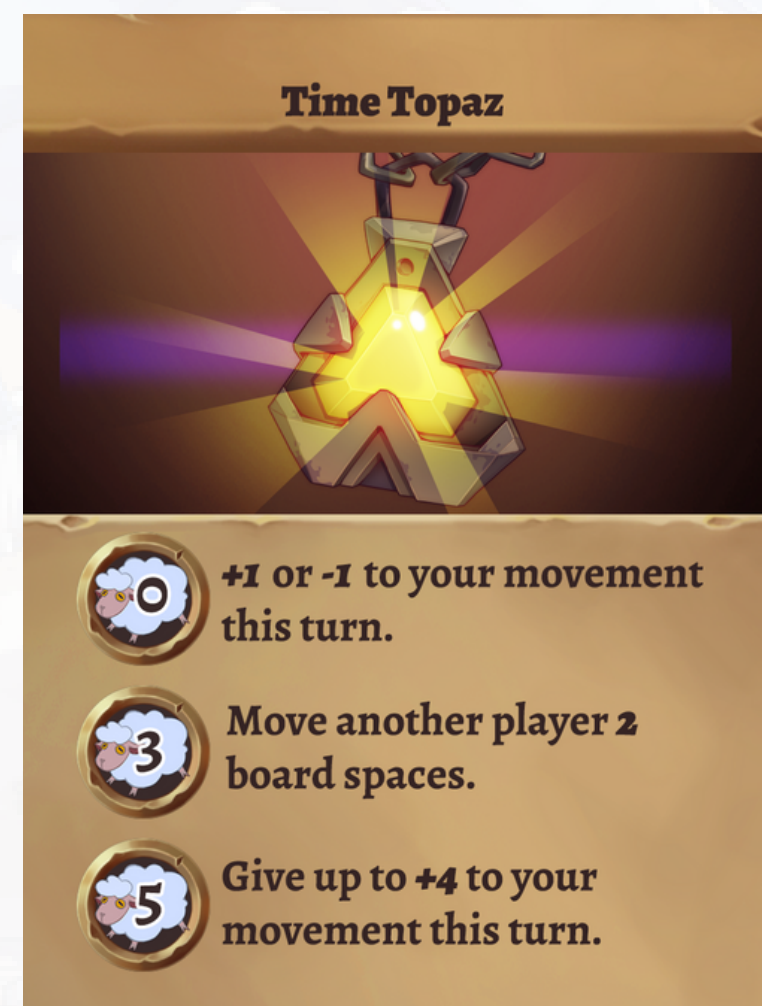 Time Topaz
0
+1 or -1 to your movement
this turn.
3
Move another player 2
board spaces.
5
Give up to +4 to your
movement this turn.